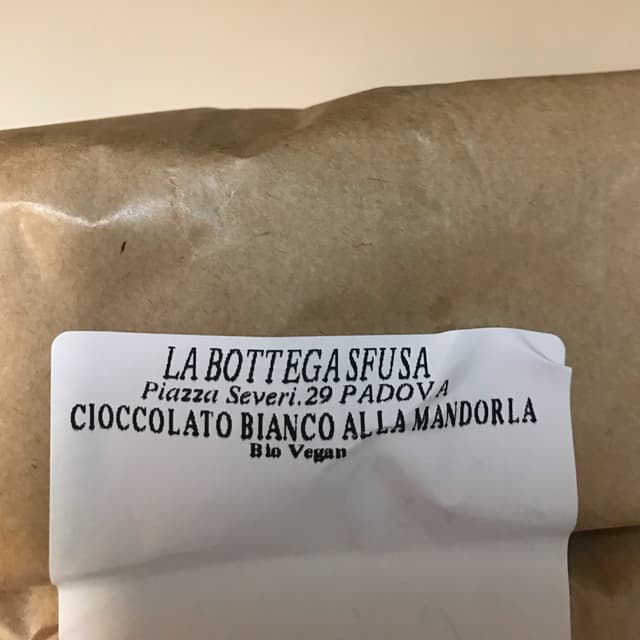 LA BOTTEGA SFUSA
Piazza Severi.29 PADOVA
CIOCCOLATO BIANCO ALLA MANDORLA
Bio Vegan